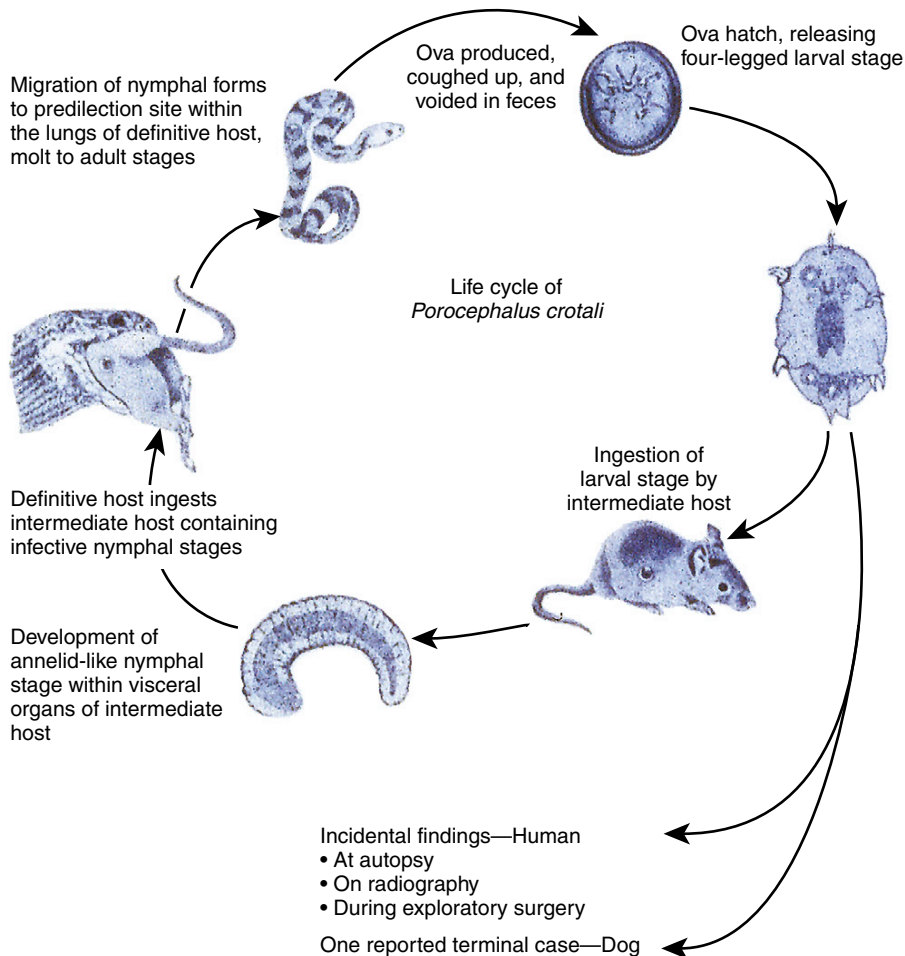 Migration of nymphal forms
to predilection site within
the lungs of definitive host,
molt to adult stages
Ova produced,
coughed up, and
voided in feces
Ova hatch, releasing
four-legged larval stage
Life cycle of
Porocephalus crotali
Ingestion of
larval stage by
intermediate host
Definitive host ingests
intermediate host containing
infective nymphal stages
Development of
annelid-like nymphal
stage within visceral
organs of intermediate
host
Incidental findings—Human
• At autopsy
• On radiography
• During exploratory surgery
One reported terminal case—Dog